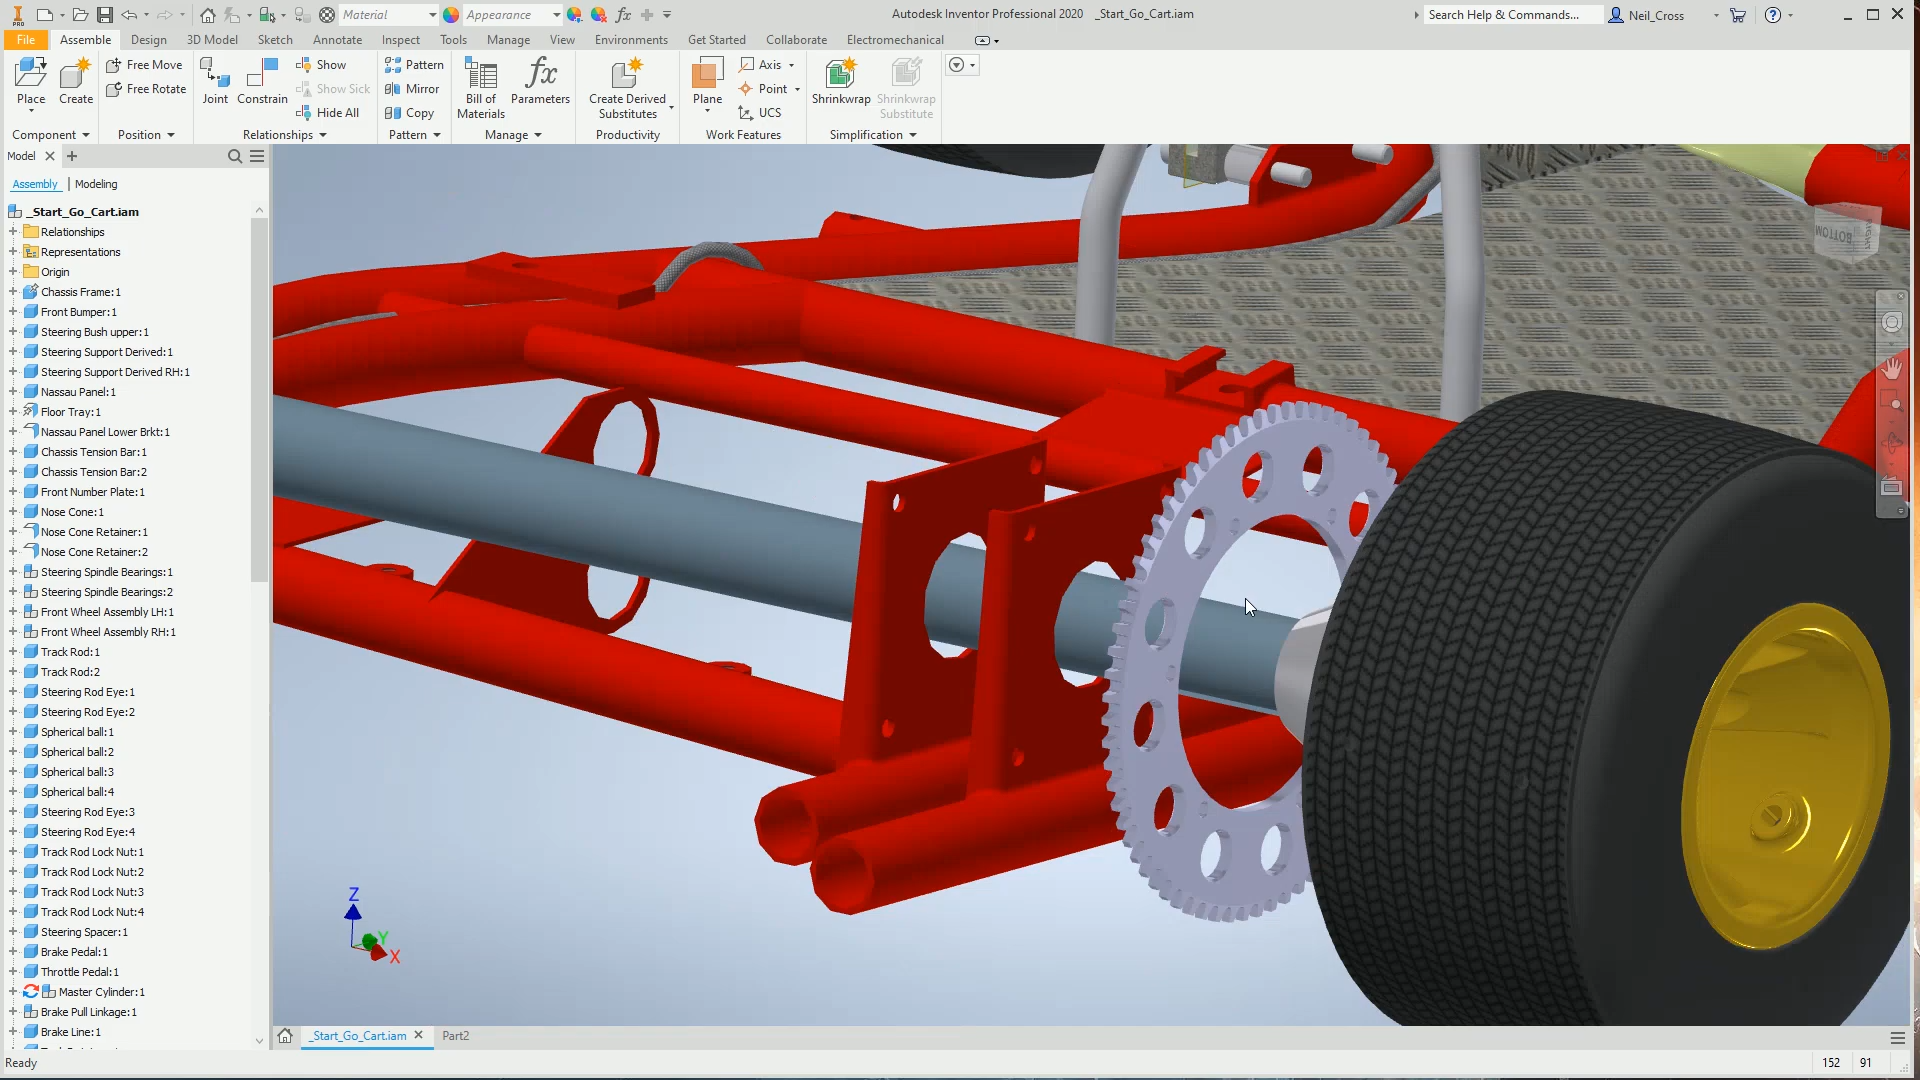 Material
Appearance
Autodesk Inventor Professional 2020 _Start_Go_Cart.iam
Search Help & Commands...
Neil_Cross
File
Assemble
Design
3D Model
Sketch
Annotate
Inspect
Tools
Manage
View
Environments
Get Started
Collaborate
Electromechanical
Place
Create
Free Move
Free Rotate
Joint
Constrain
Show
Show Sick
Hide All
Pattern
Mirror
Copy
Bill of Materials
Parameters
Create Derived Substitutes
Plane
Axis
Point
UCS
Shrinkwrap
Shrinkwrap Substitute
Component
Position
Relationships
Pattern
Manage
Productivity
Work Features
Simplification
Model
Assembly | Modeling
_Start_Go_Cart.iam
Relationships
Representations
Origin
Chassis Frame:1
Front Bumper:1
Steering Bush upper:1
Steering Support Derived:1
Steering Support Derived RH:1
Nassau Panel:1
Floor Tray:1
Nassau Panel Lower Brkt:1
Chassis Tension Bar:1
Chassis Tension Bar:2
Front Number Plate:1
Nose Cone:1
Nose Cone Retainer:1
Nose Cone Retainer:2
Steering Spindle Bearings:1
Steering Spindle Bearings:2
Front Wheel Assembly LH:1
Front Wheel Assembly RH:1
Track Rod:1
Track Rod:2
Steering Rod Eye:1
Steering Rod Eye:2
Spherical ball:1
Spherical ball:2
Spherical ball:3
Spherical ball:4
Steering Rod Eye:3
Steering Rod Eye:4
Track Rod Lock Nut:1
Track Rod Lock Nut:2
Track Rod Lock Nut:3
Track Rod Lock Nut:4
Steering Spacer:1
Brake Pedal:1
Throttle Pedal:1
Master Cylinder:1
Brake Pull Linkage:1
Brake Line:1
BOTTOM
Z
Y
X
_Start_Go_Cart.iam
Part2
Ready
152 91